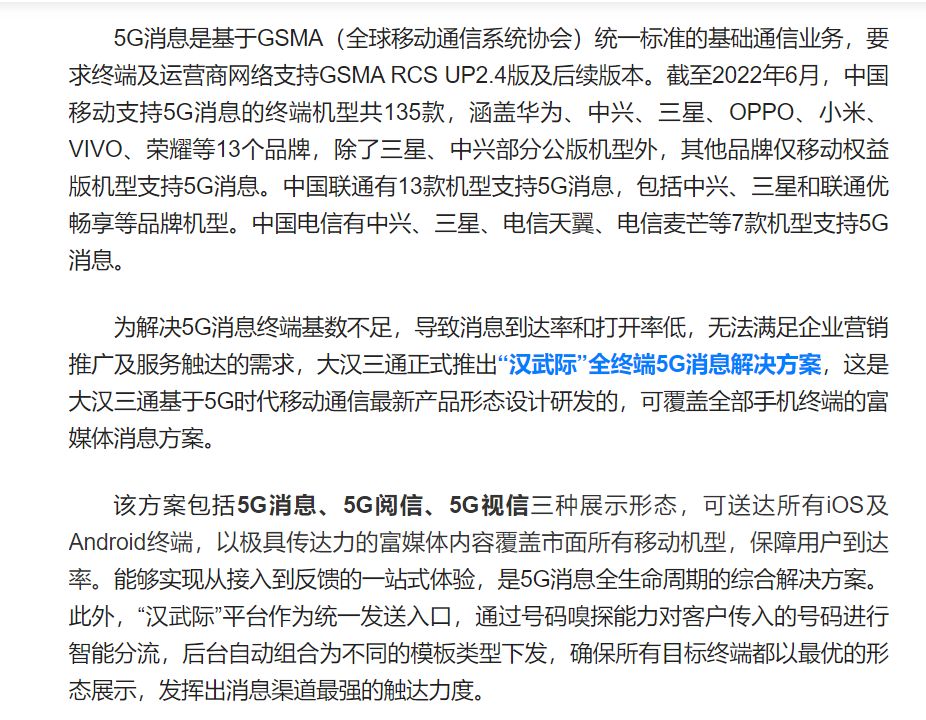 5G消息是基于GSMA（全球移动通信系统协会）统一标准的基础通信业务，要
求终端及运营商网络支持GSMA RCS UP2.4版及后续版本。截至2022年6月，中国
移动支持5G消息的终端机型共135款，涵盖华为、中兴、三星、OPPO、小米、
VIVO、荣耀等13个品牌，除了三星、中兴部分公版机型外，其他品牌仅移动权益
版机型支持5G消息。中国联通有13款机型支持5G消息，包括中兴、三星和联通优
畅享等品牌机型。中国电信有中兴、三星、电信天翼、电信麦芒等7款机型支持5G
消息。
为解决5G消息终端基数不足，导致消息到达率和打开率低，无法满足企业营销
推广及服务触达的需求，大汉三通正式推出“汉武际”全终端5G消息解决方案，这是
大汉三通基于5G时代移动通信最新产品形态设计研发的，可覆盖全部手机终端的富
媒体消息方案。
该方案包括5G消息、5G阅信、5G视信三种展示形态，可送达所有iOS及
Android终端，以极具传达力的富媒体内容覆盖市面所有移动机型，保障用户到达
率。能够实现从接入到反馈的一站式体验，是5G消息全生命周期的综合解决方案。
此外，“汉武际”平台作为统一发送入口，通过号码嗅探能力对客户传入的号码进行
智能分流，后台自动组合为不同的模板类型下发，确保所有目标终端都以最优的形
态展示，发挥出消息渠道最强的触达力度。